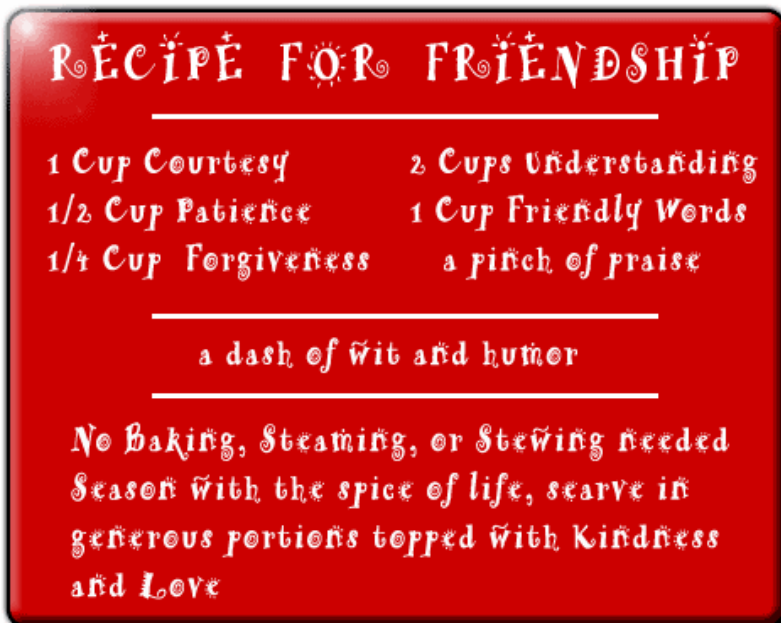 RECIPE FOR FRIENDSHIP
1 Cup Courtesy
1/2 Cup Patience
1/4 Cup Forgiveness
2 Cups Understanding
1 Cup Friendly Words
a pinch of praise
a dash of wit and humor
No Baking, Steaming, or Stewing needed
Season with the spice of life, searve in
generous portions topped with Kindness
and Love